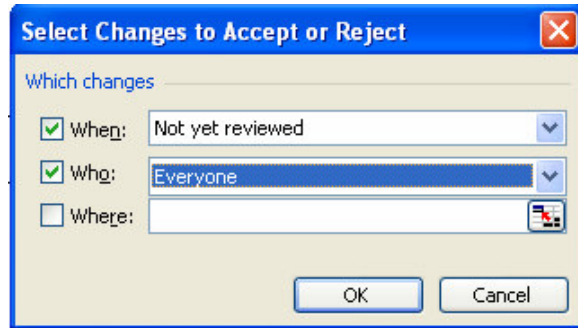 Select Changes to Accept or Reject
Which changes
When: Not yet reviewed
Who: Everyone
Where:
OK Cancel